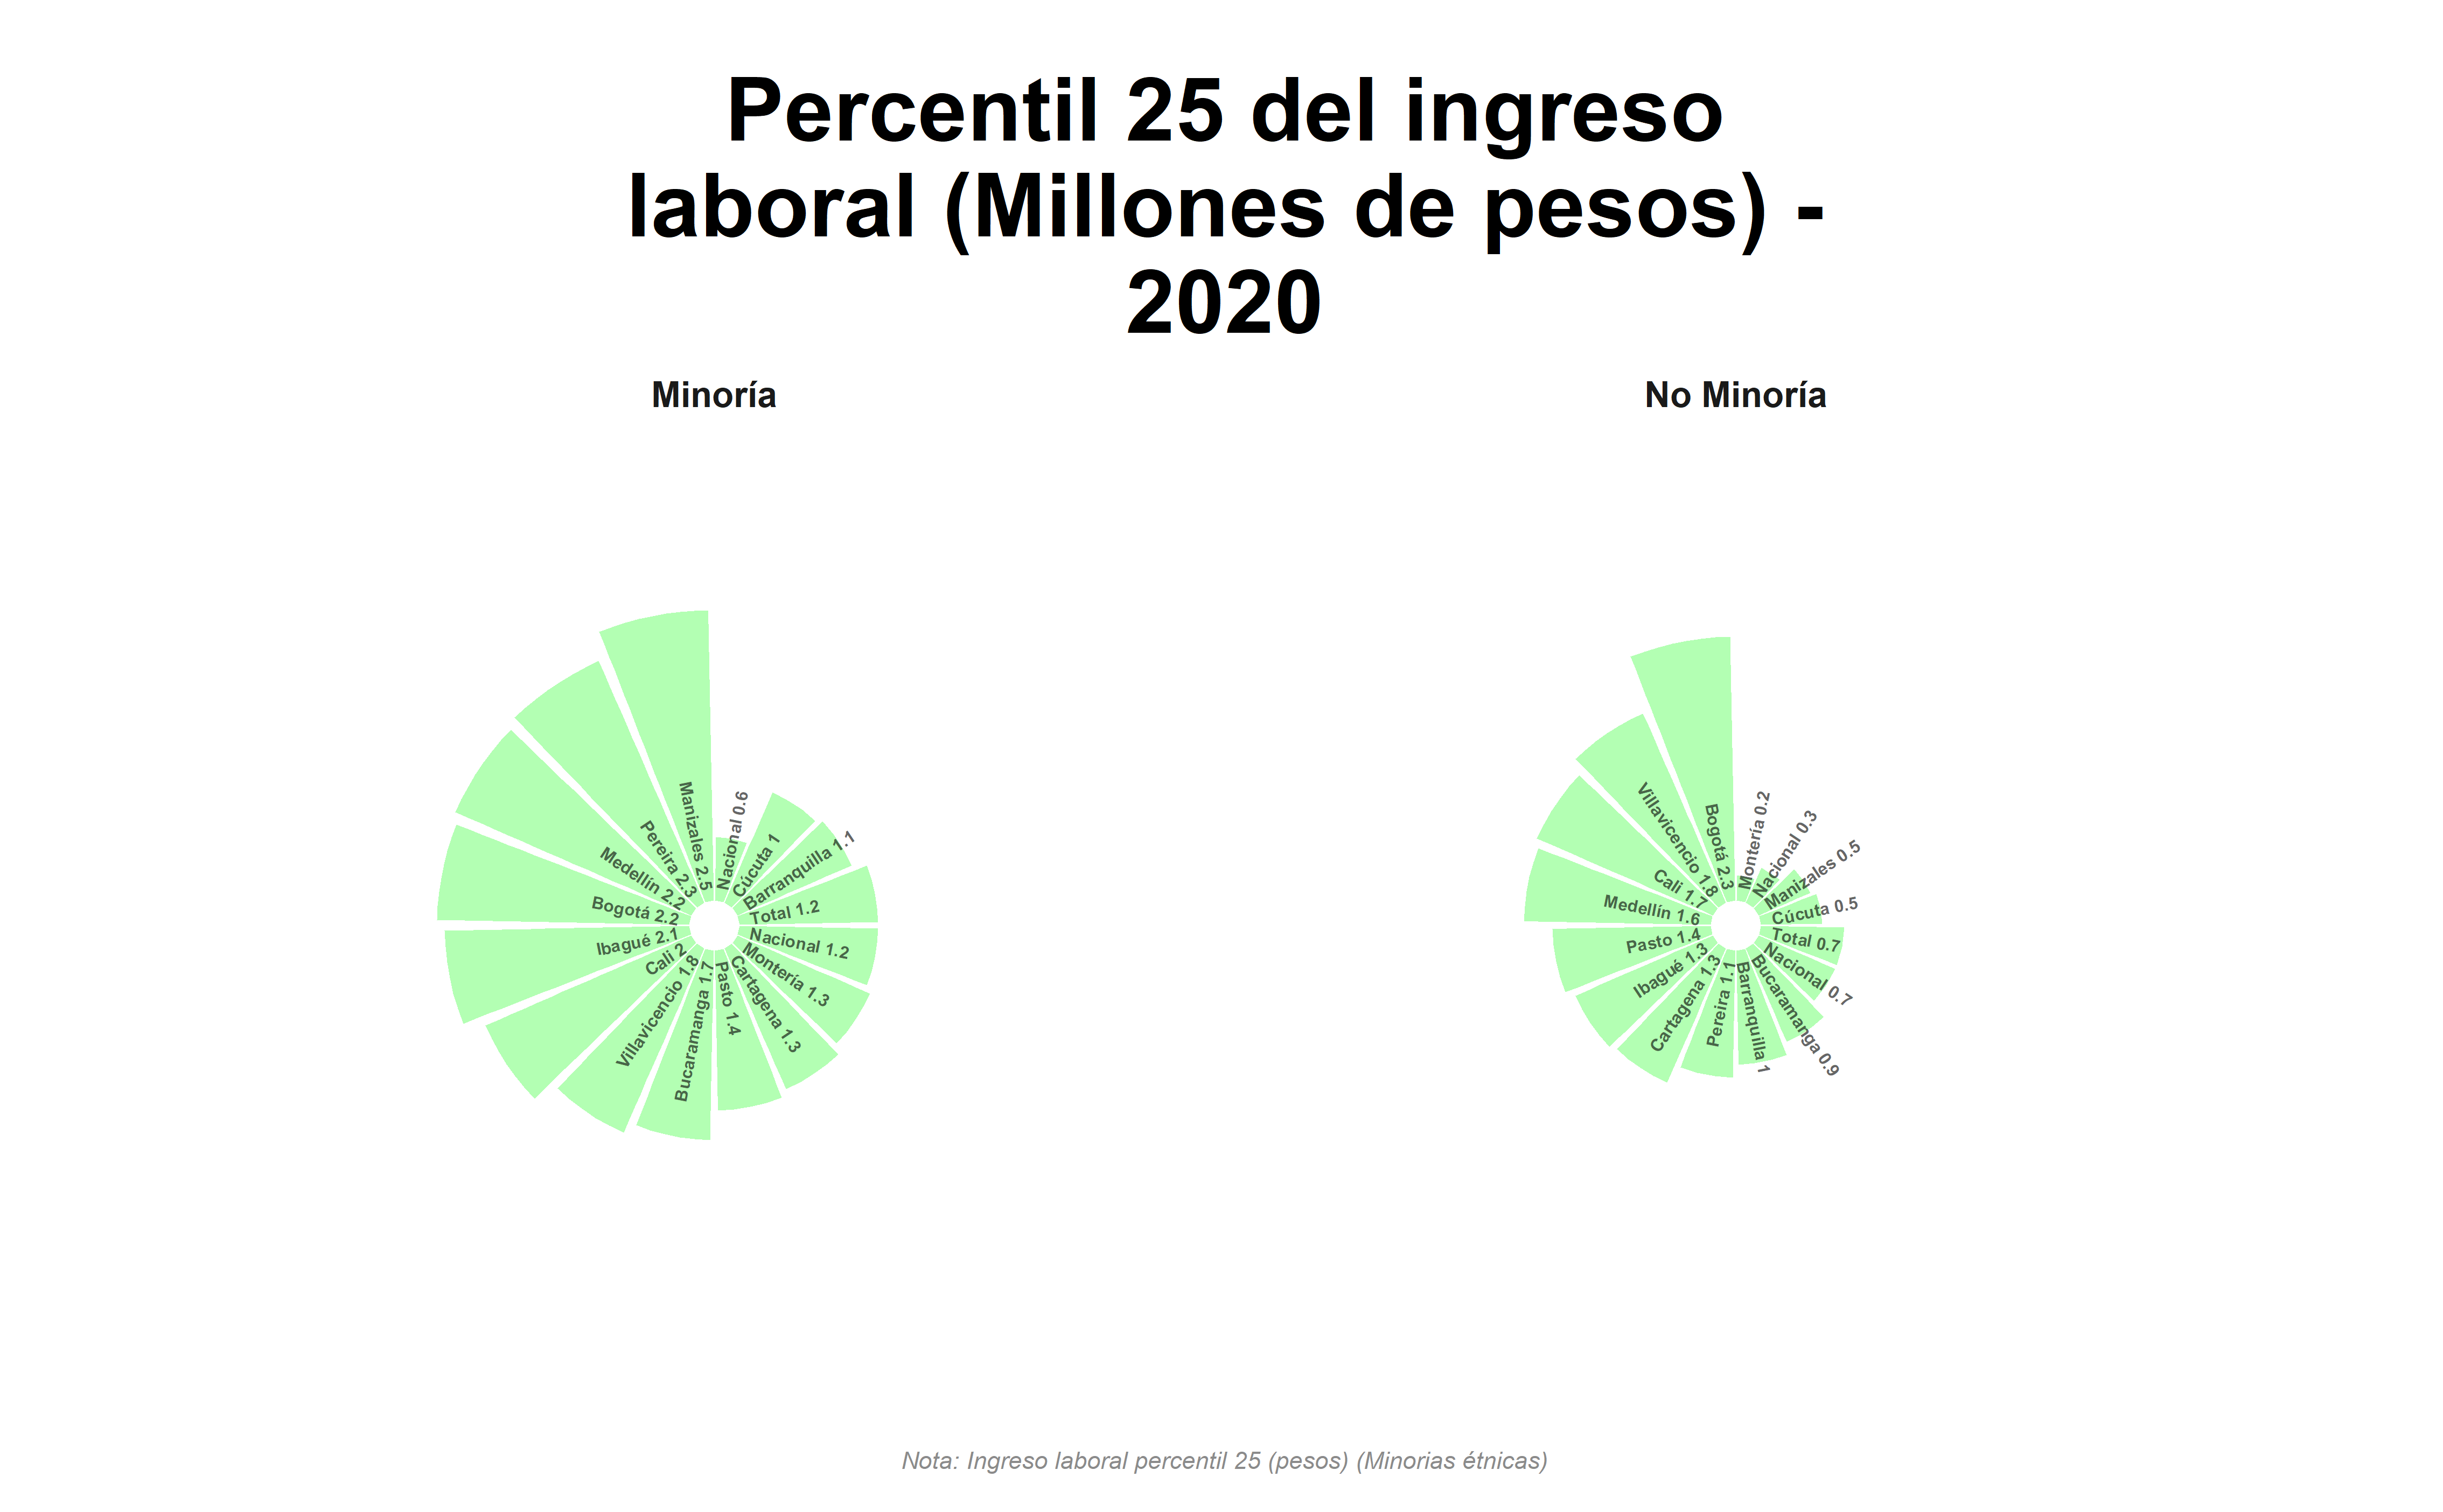 Percentil 25 del ingreso
laboral (Millones de pesos) -
2020
Minoría
Nacional 0.6
Cúcuta 1
Barranquilla 1.1
Total 1.2
Nacional 1.2
Montería 1.3
Cartagena 1.3
Pasto 1.4
Bucaramanga 1.7
Villavicencio 1.8
Cali 2
Ibagué 2.1
Bogotá 2.2
Medellín 2.2
Pereira 2.3
Manizales 2.5
No Minoría
Montería 0.2
Nacional 0.3
Manizales 0.5
Cúcuta 0.5
Total 0.7
Nacional 0.7
Bucaramanga 0.9
Barranquilla 1
Pereira 1.1
Cartagena 1.3
Ibagué 1.3
Pasto 1.4
Medellín 1.6
Cali 1.7
Villavicencio 1.8
Bogotá 2.3
Nota: Ingreso laboral percentil 25 (pesos) (Minorias étnicas)